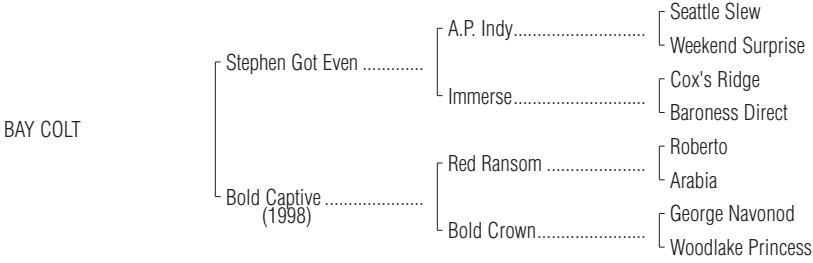 Seattle Slew
A.P. Indy............................
Weekend Surprise
Stephen Got Even .............
Cox's Ridge
Immerse............................
Baroness Direct
BAY COLT
Roberto
Red Ransom .....................
Arabia
Bold Captive .....................
(1998)
George Navonod
Bold Crown.......................
Woodlake Princess